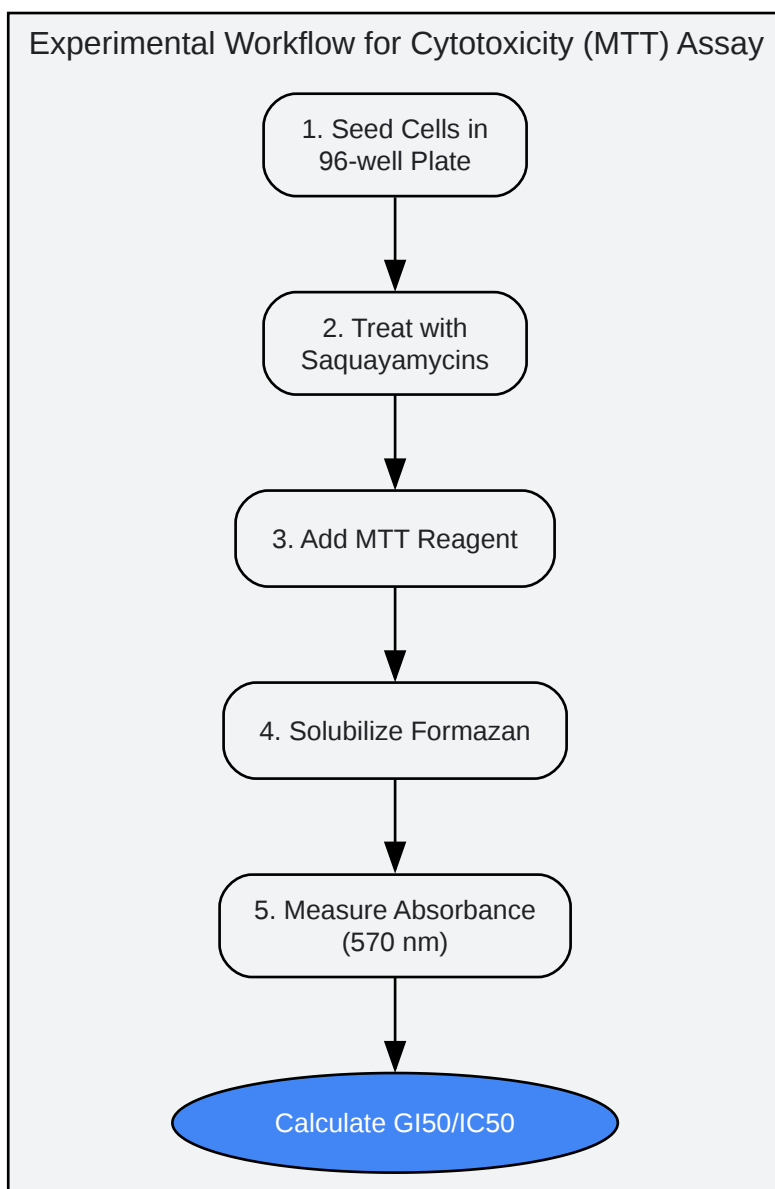 Experimental Workflow for Cytotoxicity (MTT) Assay
1. Seed Cells in
96-well Plate
2. Treat with
Saquayamycins
3. Add MTT Reagent
4. Solubilize Formazan
5. Measure Absorbance
(570 nm)
Calculate GI50/IC50